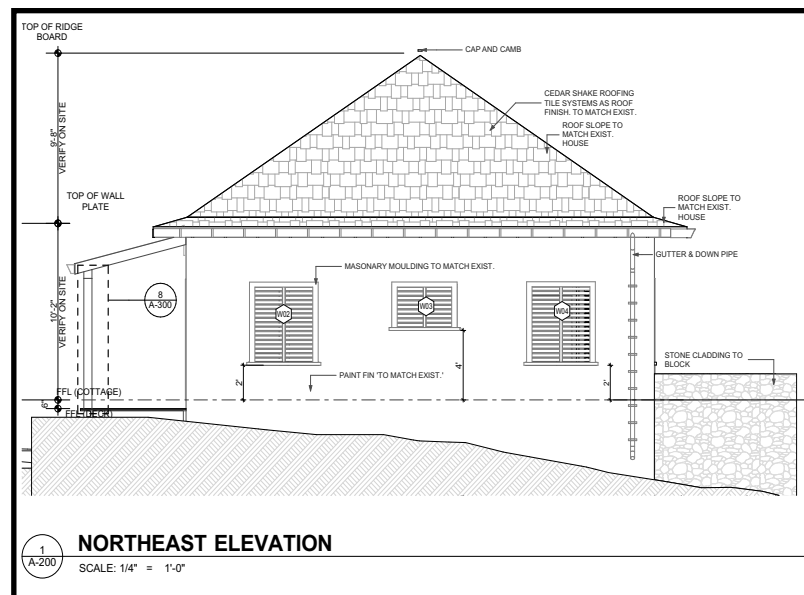 TOP OF RIDGE
BOARD
CAP AND CAMB
CEDAR SHAKE ROOFING
TILE SYSTEMS AS ROOF
FINISH. TO MATCH EXIST.
ROOF SLOPE TO
MATCH EXIST.
HOUSE
9'-8"
VERIFY ON SITE
TOP OF WALL
PLATE
ROOF SLOPE TO
MATCH EXIST.
HOUSE
GUTTER & DOWN PIPE
MASONARY MOULDING TO MATCH EXIST.
8
A-300
10'-2"
VERIFY ON SITE
W02
W03
W04
STONE CLADDING TO
BLOCK
PAINT FIN 'TO MATCH EXIST.'
2'
4'
2'
FFL (COTTAGE)
6"
FFL (DECK)
1
A-200
NORTHEAST ELEVATION
SCALE: 1/4" = 1'-0"